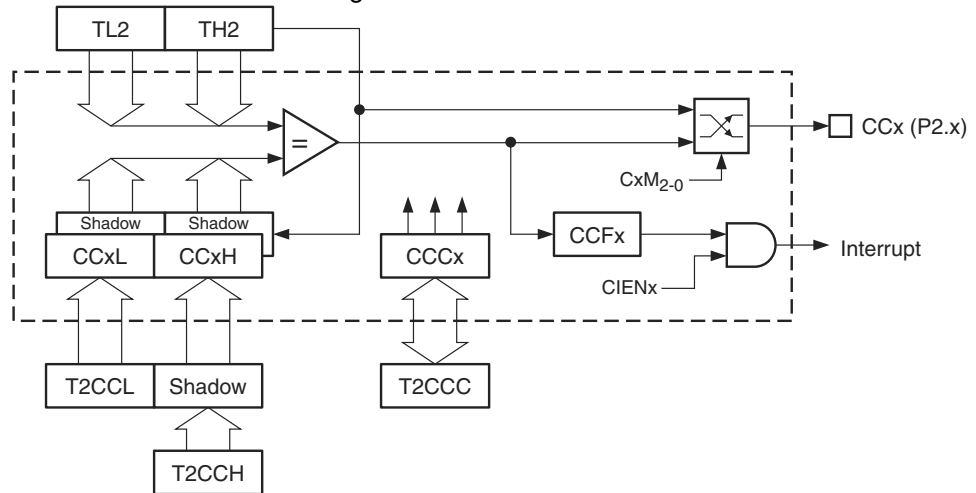 TL2 TH2
=
CCx (P2.x)
CxM2-0
Shadow Shadow
CCxL CCxH
CCCx
CCFx
Interrupt
CIENx
T2CCL Shadow
T2CCC
T2CCH